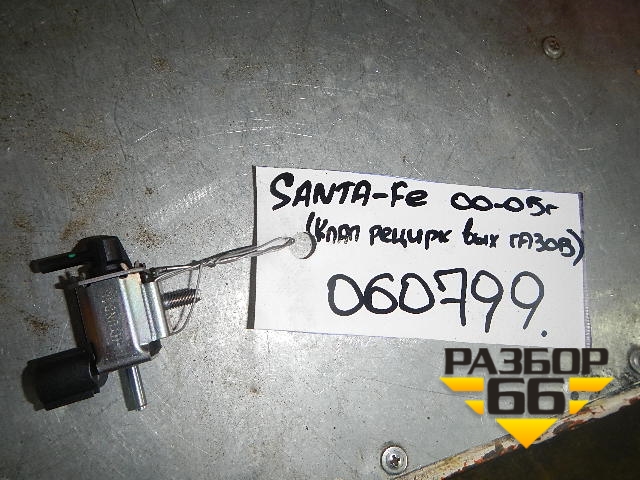 SANTA-Fe 00-05г
(Клап рецирк вых гАЗОВ)
060799.
РАЗБОР
66